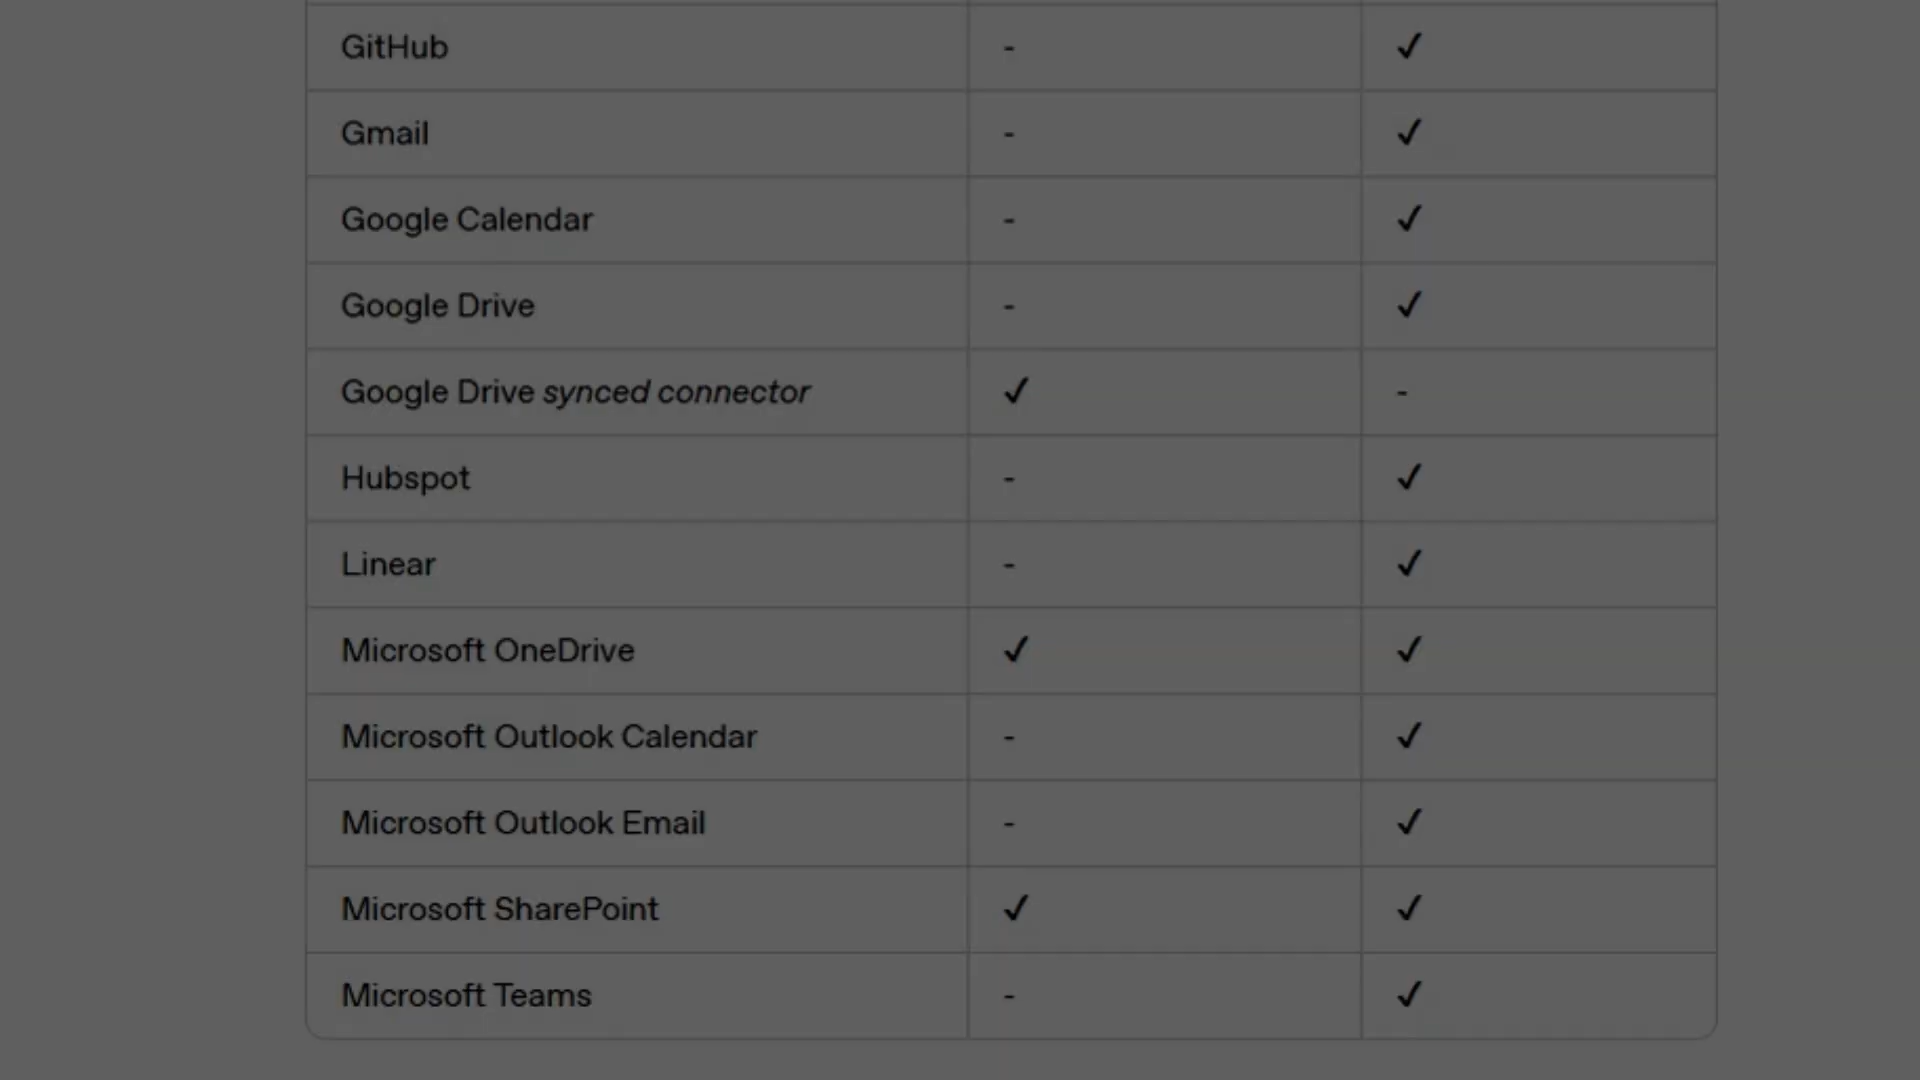 GitHub - ✓
Gmail - ✓
Google Calendar - ✓
Google Drive - ✓
Google Drive synced connector ✓ -
Hubspot - ✓
Linear - ✓
Microsoft OneDrive ✓ ✓
Microsoft Outlook Calendar - ✓
Microsoft Outlook Email - ✓
Microsoft SharePoint ✓ ✓
Microsoft Teams - ✓